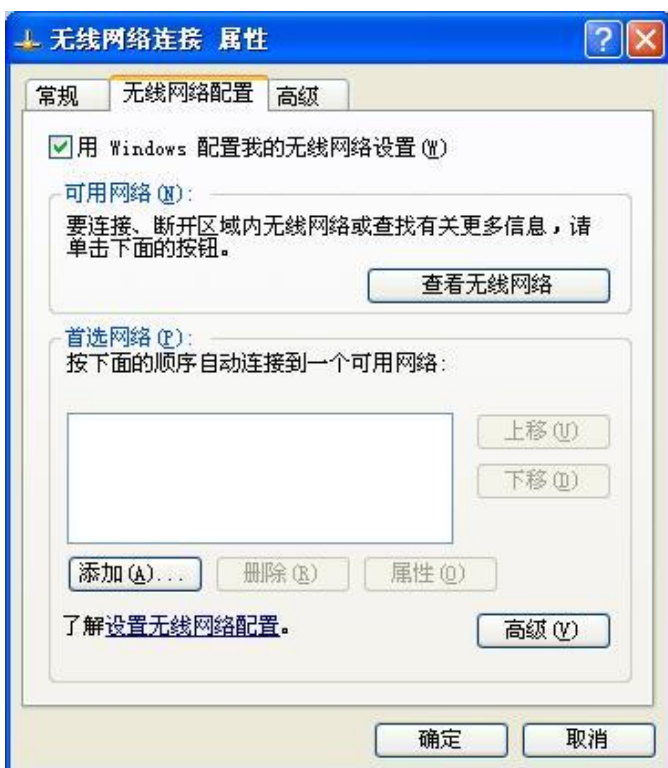 无线网络连接 属性
常规 无线网络配置 高级
用 Windows 配置我的无线网络设置(W)
可用网络(N):
要连接、断开区域内无线网络或查找有关更多信息，请
单击下面的按钮。
查看无线网络
首选网络(P):
按下面的顺序自动连接到一个可用网络:
上移(U)
下移(D)
添加(A)... 删除(R) 属性(O)
了解设置无线网络配置。
高级(V)
确定 取消